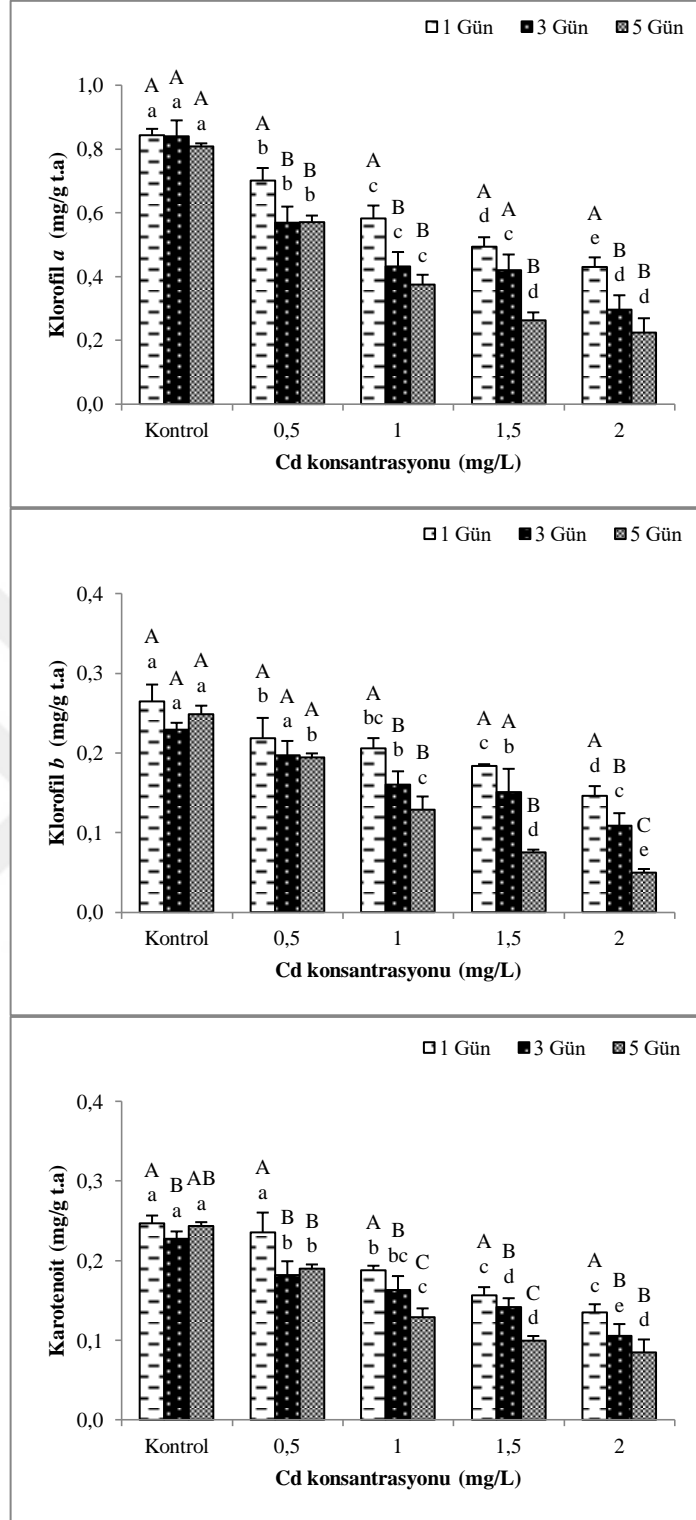 1 Gün 3 Gün 5 Gün
Klorofil a (mg/g t.a)
1,0
0,8
0,6
0,4
0,2
0,0
A A A A B B A B B A A B A B B
a a a b b b c c c d c d e d d
Kontrol 0,5 1 1,5 2
Cd konsantrasyonu (mg/L)
1 Gün 3 Gün 5 Gün
Klorofil b (mg/g t.a)
0,4
0,3
0,2
0,1
0,0
A A A A A A A B B A A B A B C
a a a b a b bc b c c b d d c e
Kontrol 0,5 1 1,5 2
Cd konsantrasyonu (mg/L)
1 Gün 3 Gün 5 Gün
Karotenoit (mg/g t.a)
0,4
0,3
0,2
0,1
0,0
A B AB A B B A B C A B C A B B
a a a a b b b bc c c d d c e d
Kontrol 0,5 1 1,5 2
Cd konsantrasyonu (mg/L)